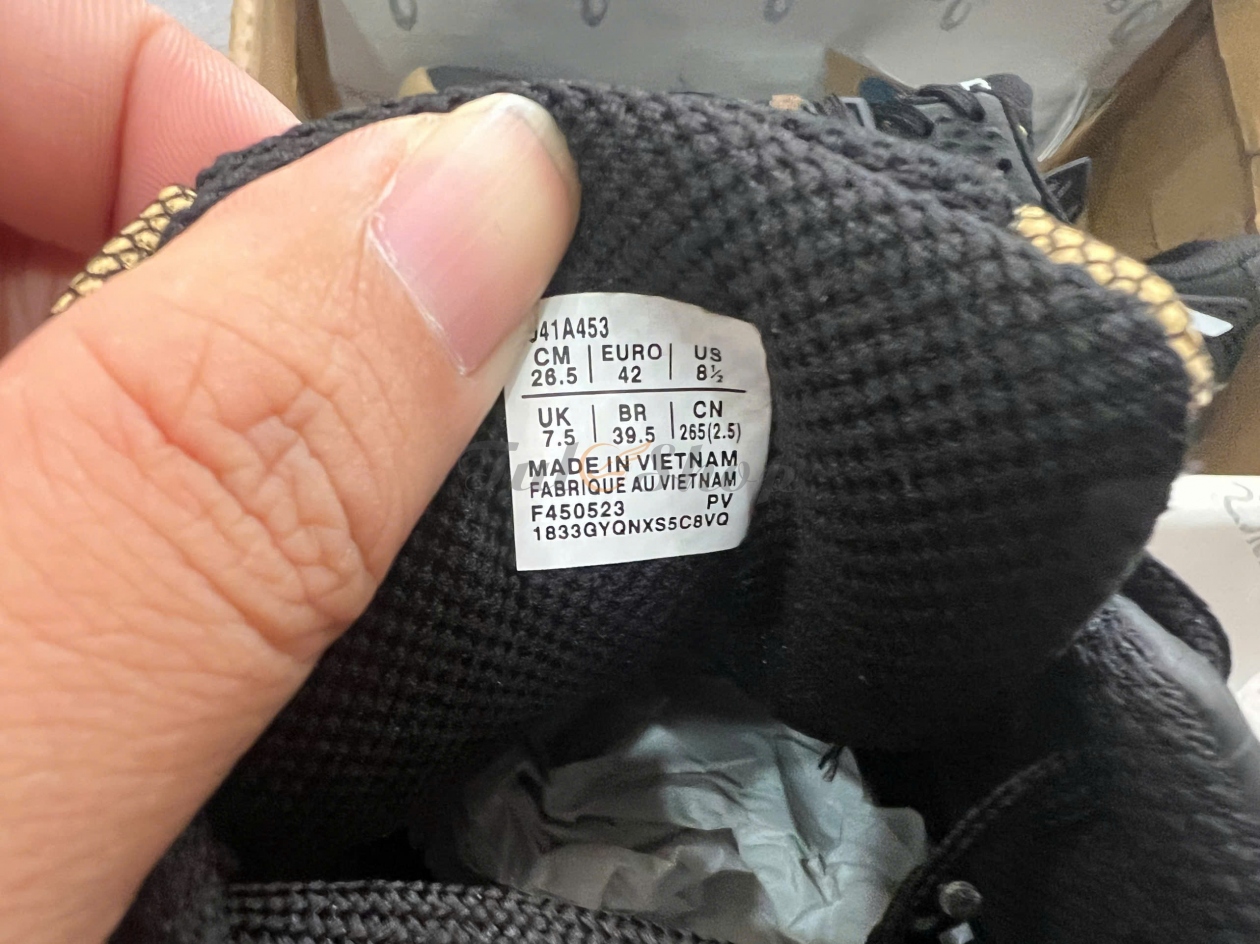 041A453
CM | EURO | US
26.5 | 42 | 8½
UK | BR | CN
7.5 | 39.5 | 265(2.5)
MADE IN VIETNAM
FABRIQUE AU VIETNAM
F450523 PV
1833GYQNXS5C8VQ